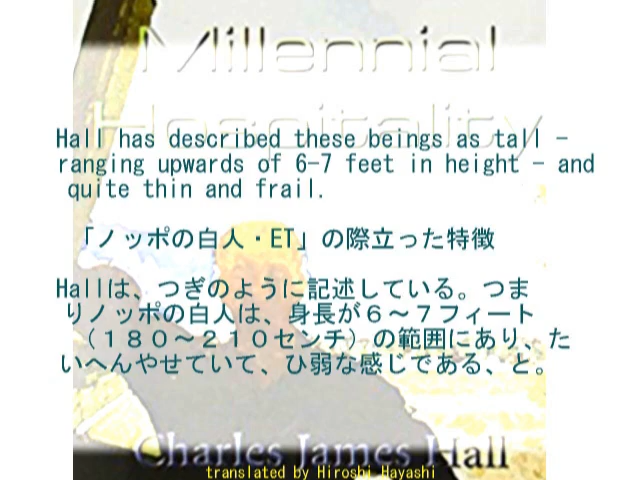 Millennial
Hospitality
Hall has described these beings as tall –
ranging upwards of 6–7 feet in height – and
quite thin and frail.
「ノッポの白人・ET」の際立った特徴
Hallは、つぎのように記述している。つま
りノッポの白人は、身長が６～７フィート
（１８０～２１０センチ）の範囲にあり、た
いへんやせていて、ひ弱な感じである、と。
Charles James Hall
translated by Hiroshi Hayashi